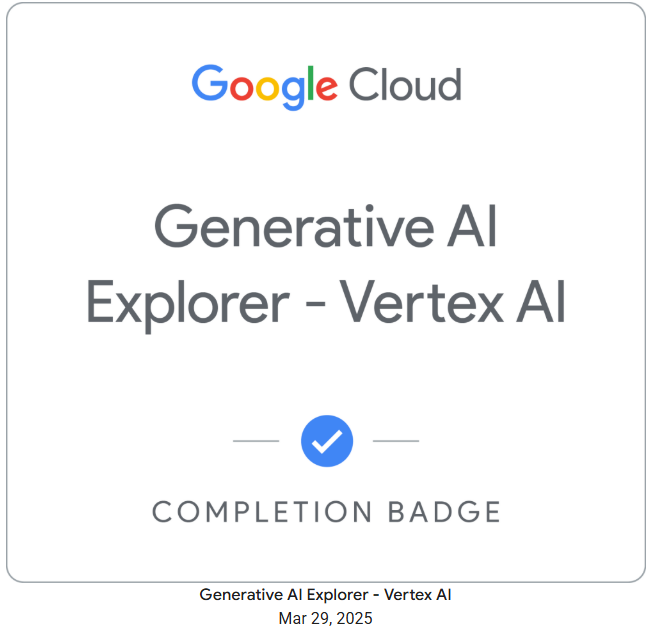 Google Cloud
Generative AI
Explorer - Vertex AI
COMPLETION BADGE
Generative AI Explorer - Vertex AI
Mar 29, 2025